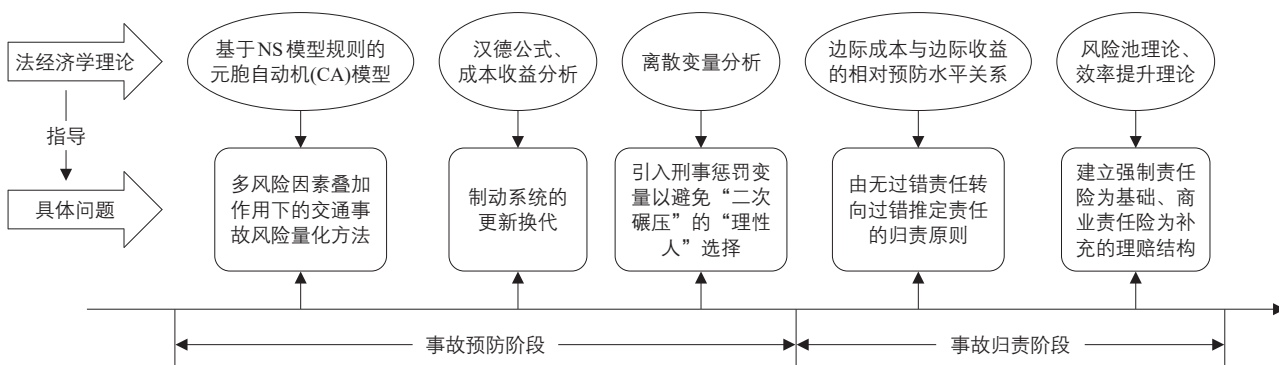 法经济学理论
基于NS模型规则的
元胞自动机(CA)模型
汉德公式、
成本收益分析
离散变量分析
边际成本与边际收益
的相对预防水平关系
风险池理论、
效率提升理论
指导
具体问题
多风险因素叠加
作用下的交通事
故风险量化方法
制动系统的
更新换代
引入刑事惩罚变
量以避免“二次
碾压”的“理性
人”选择
由无过错责任转
向过错推定责任
的归责原则
建立强制责任
险为基础、商
业责任险为补
充的理赔结构
事故预防阶段
事故归责阶段